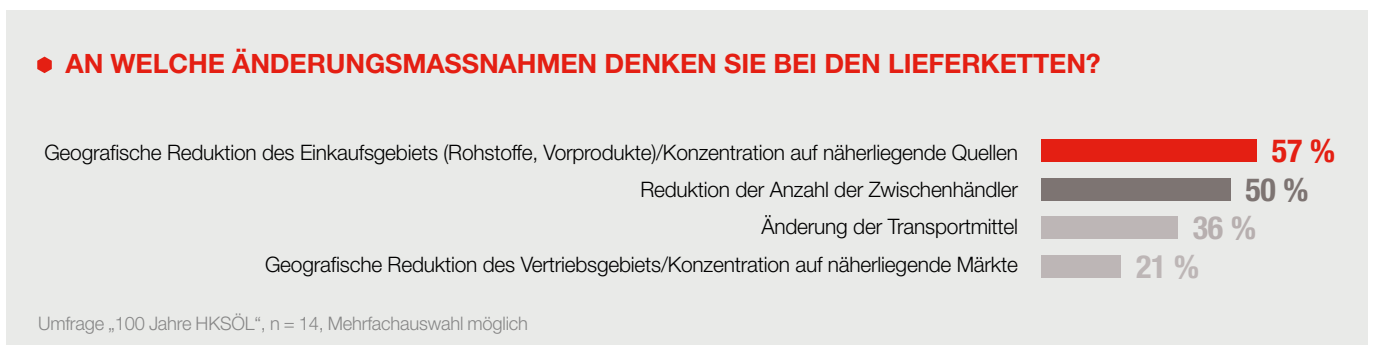 AN WELCHE ÄNDERUNGSMASSNAHMEN DENKEN SIE BEI DEN LIEFERKETTEN?
Geografische Reduktion des Einkaufsgebiets (Rohstoffe, Vorprodukte)/Konzentration auf näherliegende Quellen 57 %
Reduktion der Anzahl der Zwischenhändler 50 %
Änderung der Transportmittel 36 %
Geografische Reduktion des Vertriebsgebiets/Konzentration auf näherliegende Märkte 21 %
Umfrage „100 Jahre HKSÖL“, n = 14, Mehrfachauswahl möglich